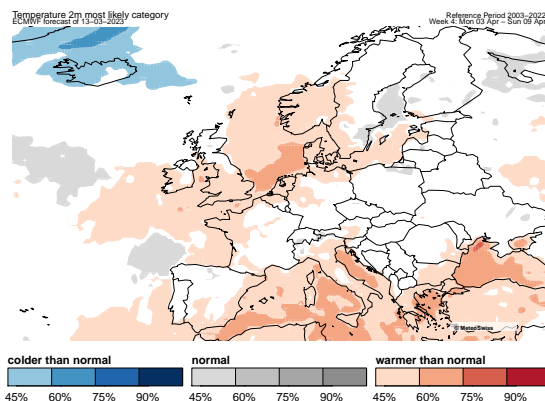 Temperature 2m most likely category
ECMWF forecast of 13-03-2023
Reference Period 2003-2022
Week 4: Mon 03 Apr - Sun 09 Apr
© MeteoSwiss
colder than normal
normal
warmer than normal
45% 60% 75% 90%
45% 60% 75% 90%
45% 60% 75% 90%